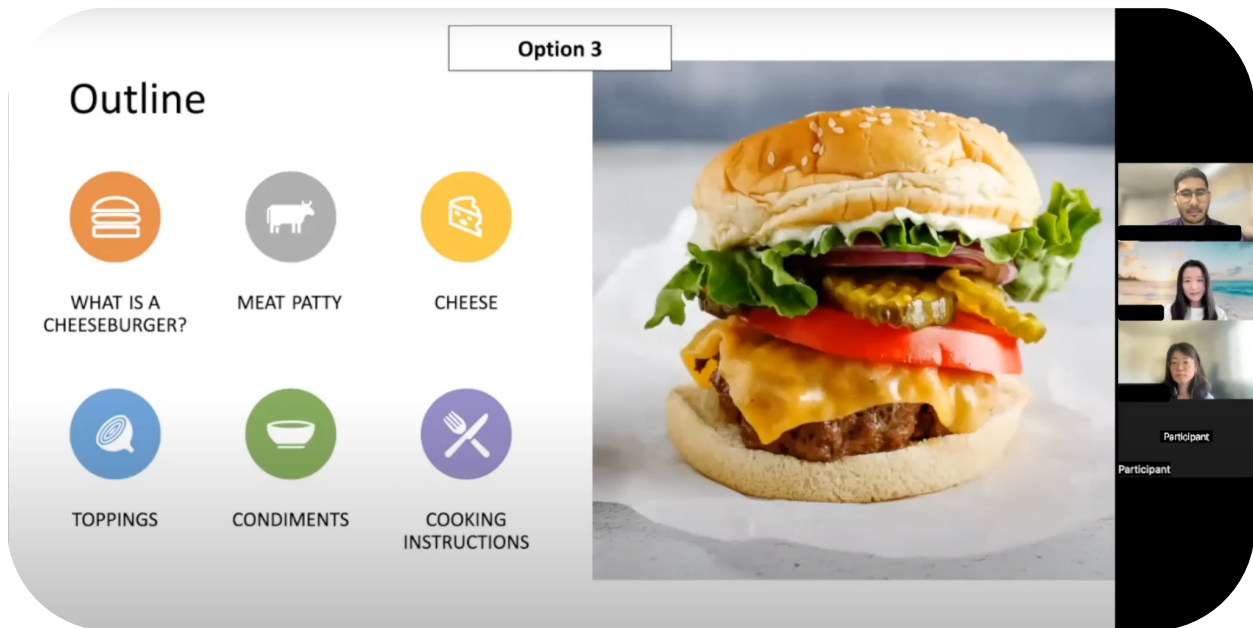 Option 3
Outline
WHAT IS A
CHEESEBURGER?
MEAT PATTY
CHEESE
TOPPINGS
CONDIMENTS
COOKING
INSTRUCTIONS
Participant
Participant